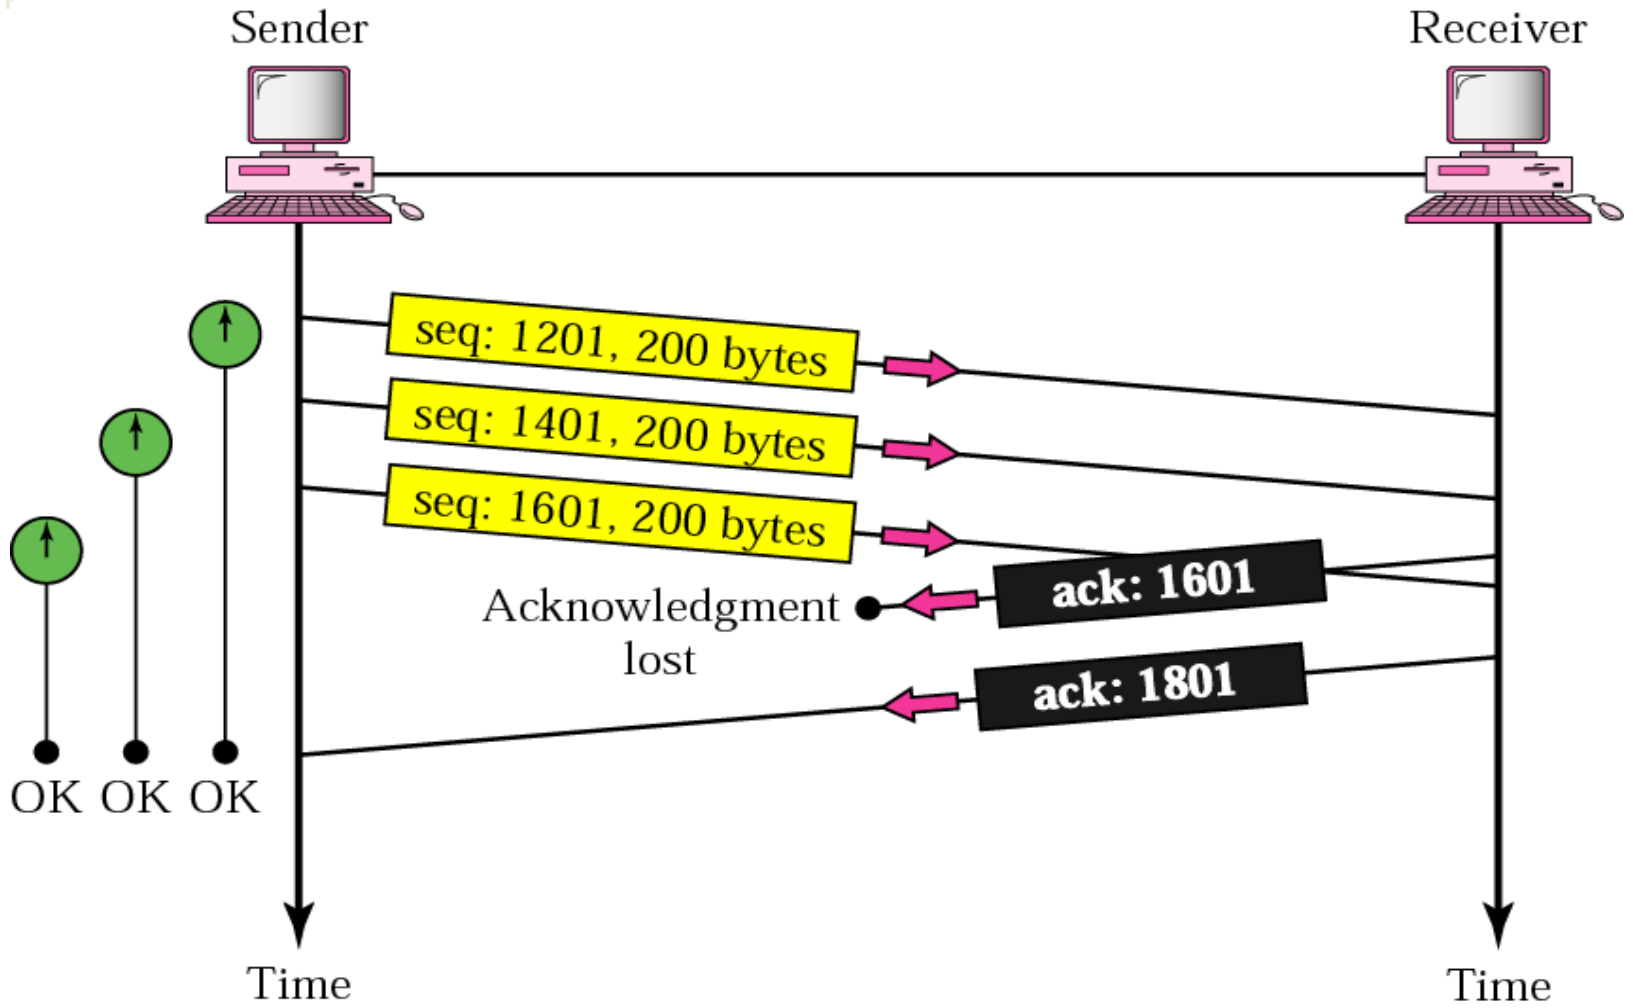 Sender
Receiver
seq: 1201, 200 bytes
seq: 1401, 200 bytes
seq: 1601, 200 bytes
ack: 1601
Acknowledgment
lost
ack: 1801
OK OK OK
Time
Time